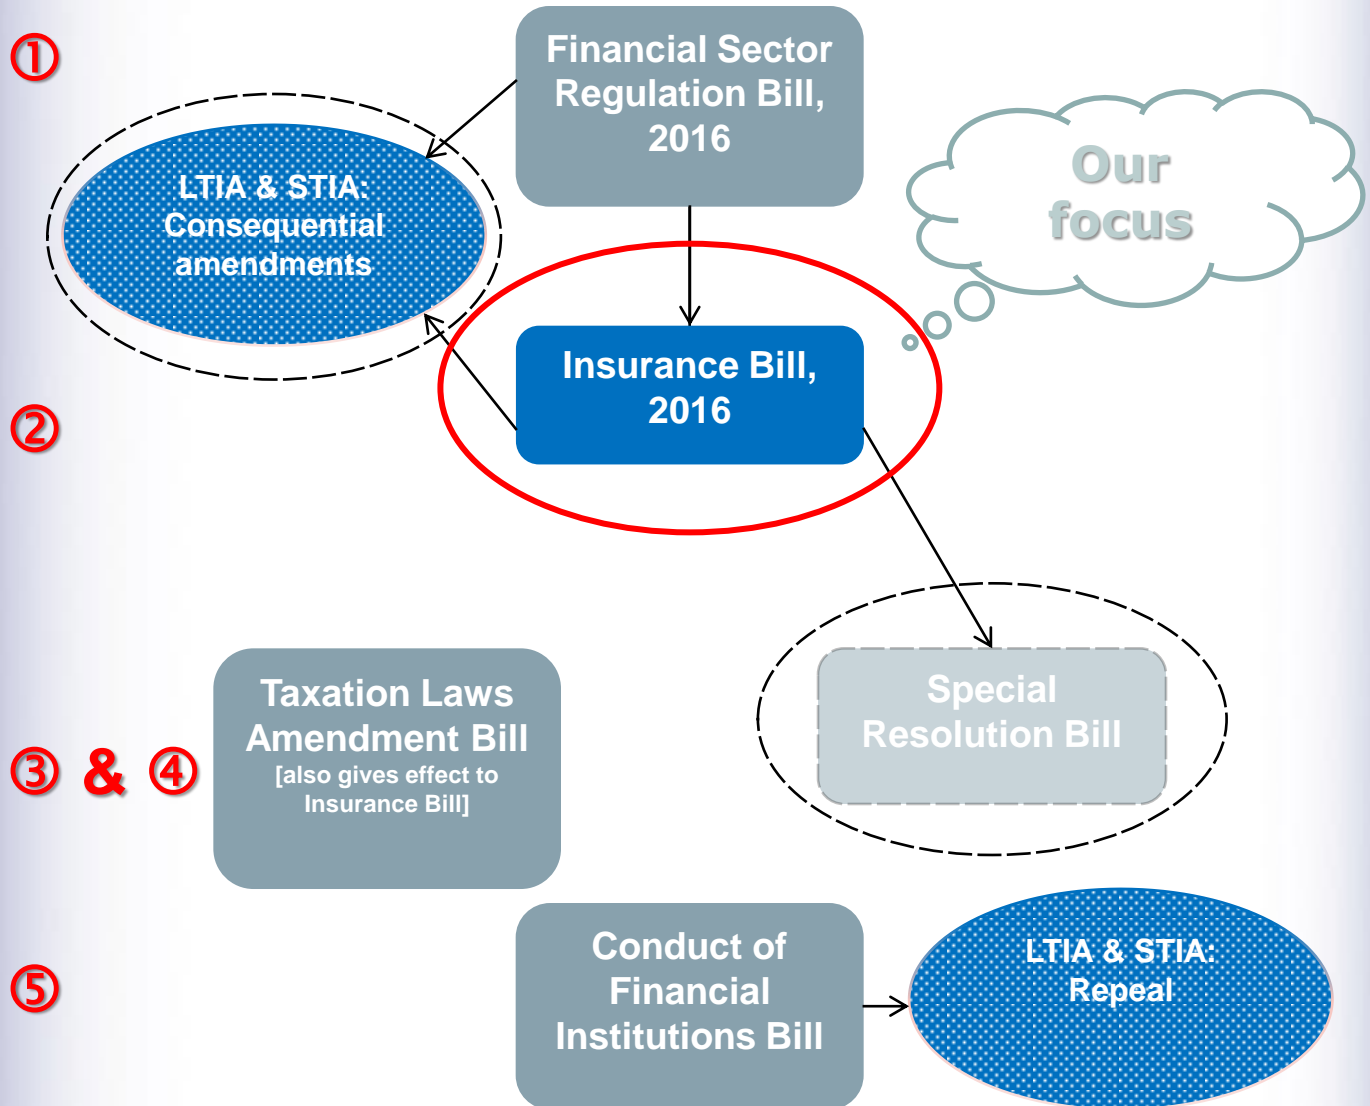 ①
Financial Sector
Regulation Bill,
2016
LTIA & STIA:
Consequential
amendments
Our
focus
②
Insurance Bill,
2016
③ & ④
Taxation Laws
Amendment Bill
[also gives effect to
Insurance Bill]
Special
Resolution Bill
⑤
Conduct of
Financial
Institutions Bill
LTIA & STIA:
Repeal